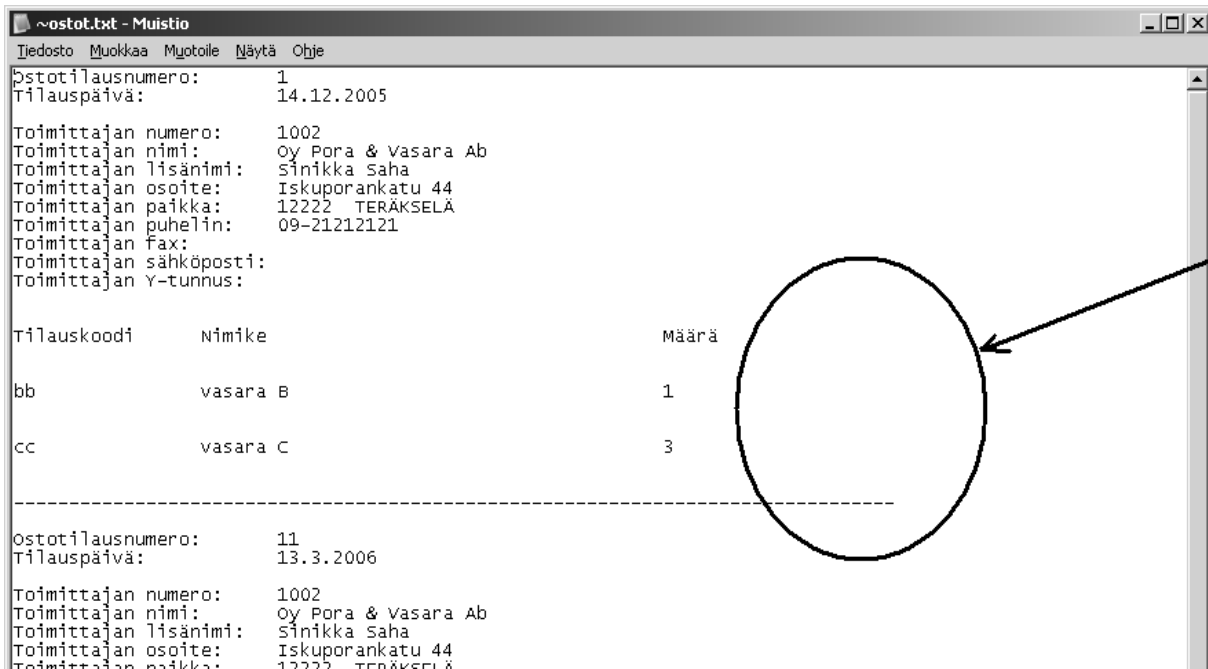 ~ostot.txt - Muistio
Tiedosto Muokkaa Muotoile Näytä Ohje
Ostotilausnumero: 1
Tilauspäivä: 14.12.2005
Toimittajan numero: 1002
Toimittajan nimi: Oy Pora & Vasara Ab
Toimittajan lisänimi: Sinikka Saha
Toimittajan osoite: Iskuporankatu 44
Toimittajan paikka: 12222 TERÄKSELÄ
Toimittajan puhelin: 09-21212121
Toimittajan fax:
Toimittajan sähköposti:
Toimittajan Y-tunnus:
Tilauskoodi Nimike Määrä
bb vasara B 1
cc vasara C 3
--------------------------------------------------------------------------------
Ostotilausnumero: 11
Tilauspäivä: 13.3.2006
Toimittajan numero: 1002
Toimittajan nimi: Oy Pora & Vasara Ab
Toimittajan lisänimi: Sinikka Saha
Toimittajan osoite: Iskuporankatu 44
Toimittajan paikka: 12222 TERÄKSELÄ